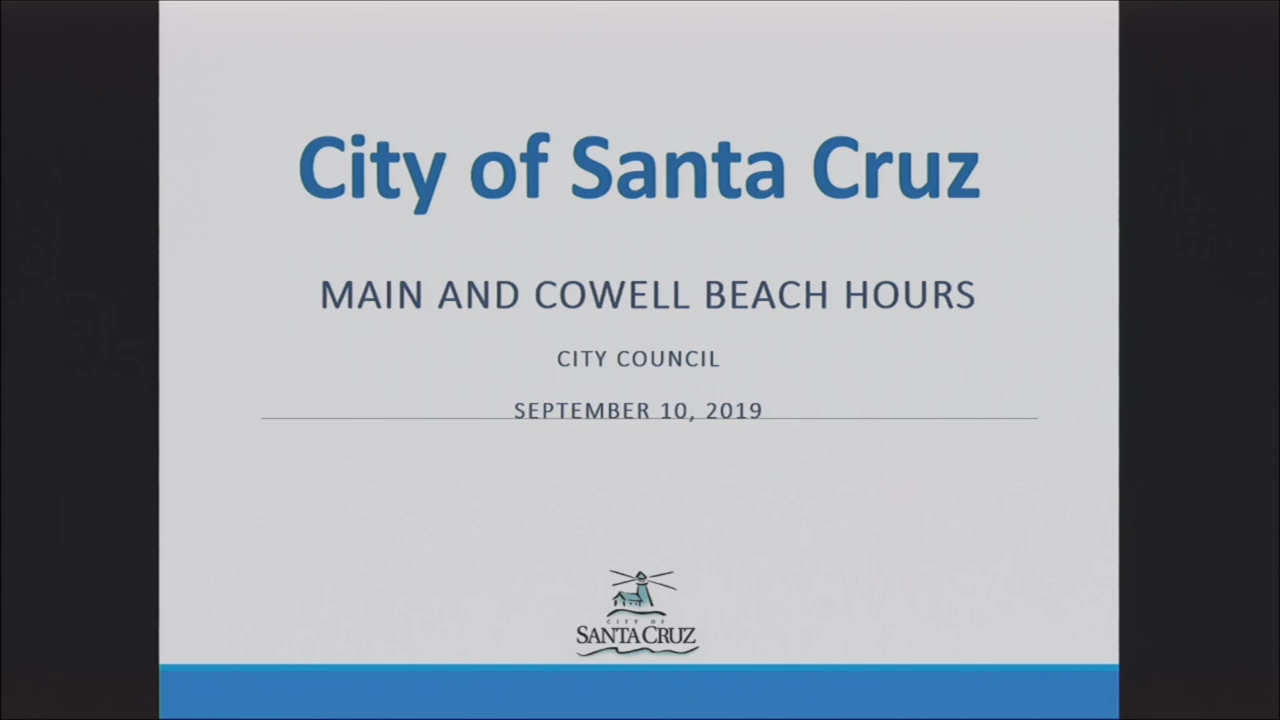 City of Santa Cruz
MAIN AND COWELL BEACH HOURS
CITY COUNCIL
SEPTEMBER 10, 2019
CITY OF
SANTA CRUZ